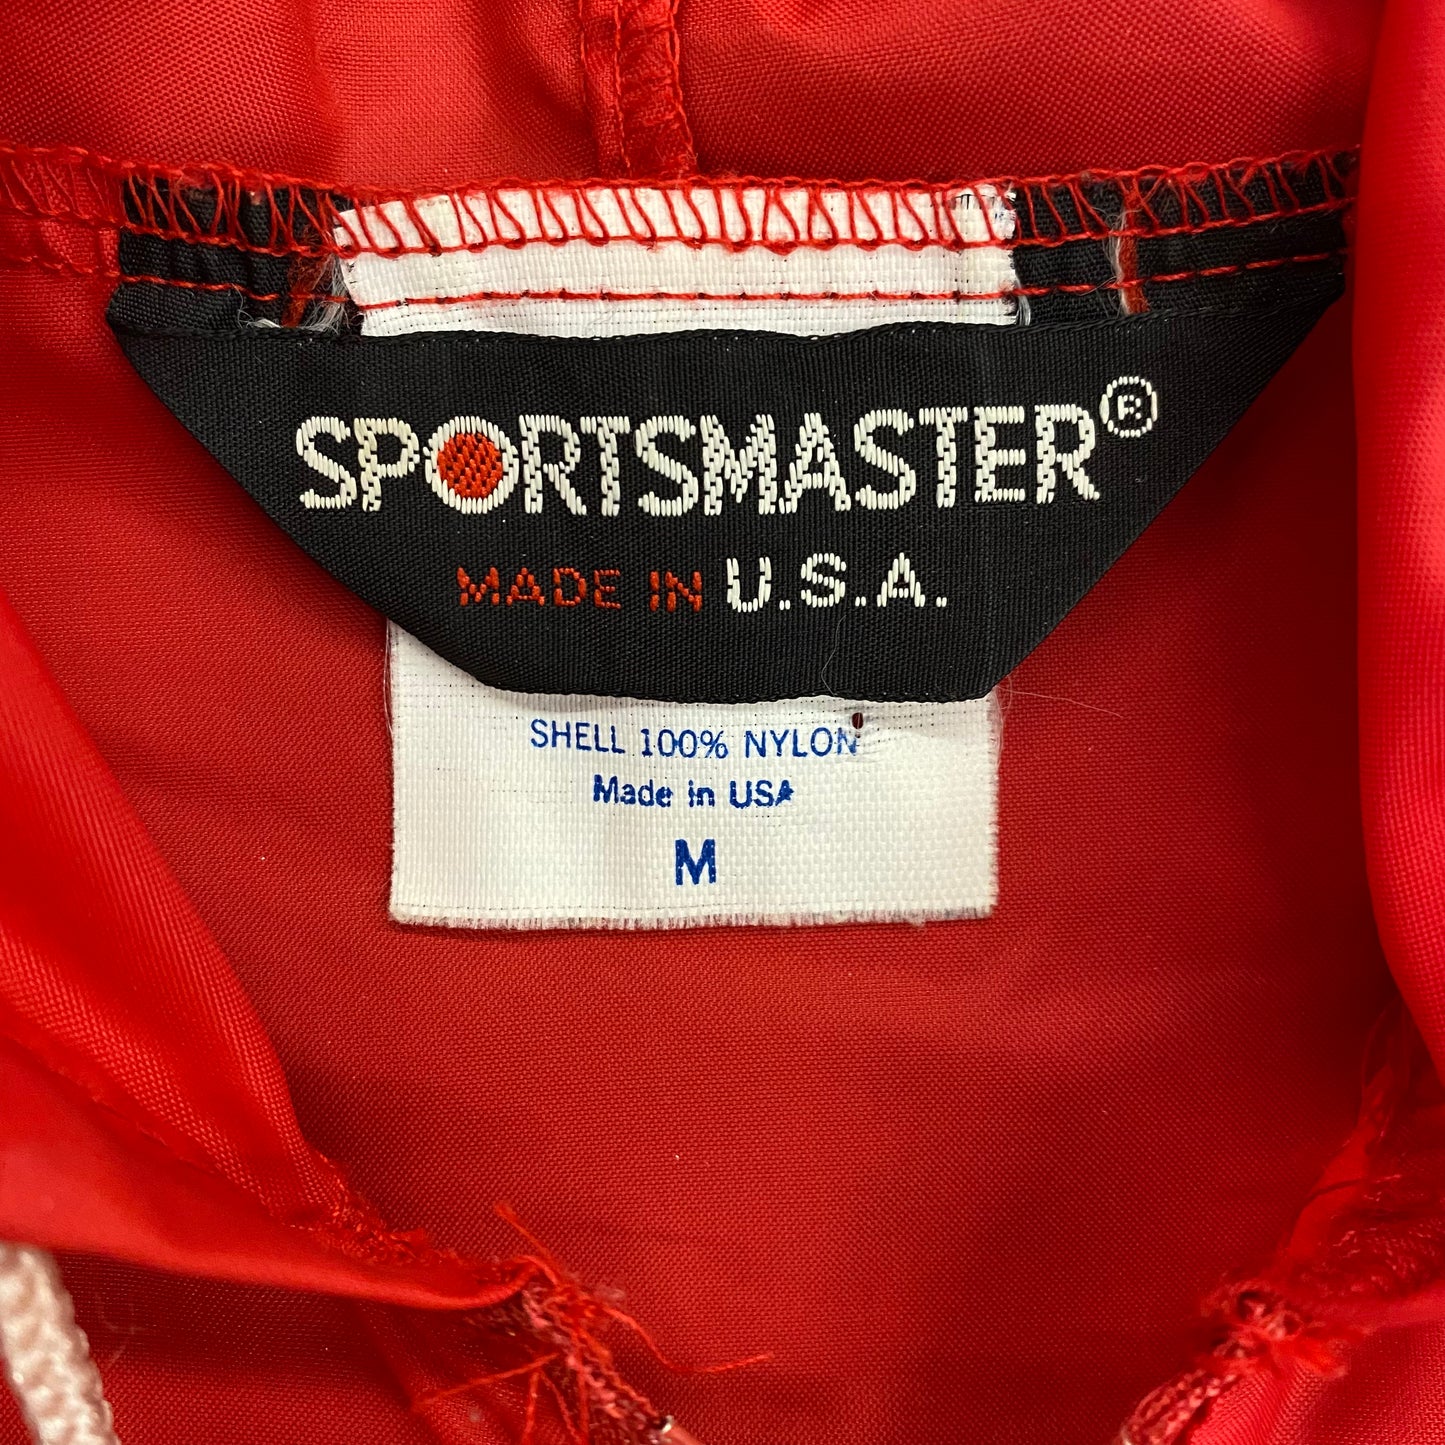 SPORTSMASTER®
MADE IN U.S.A.
SHELL 100% NYLON
Made in USA
M